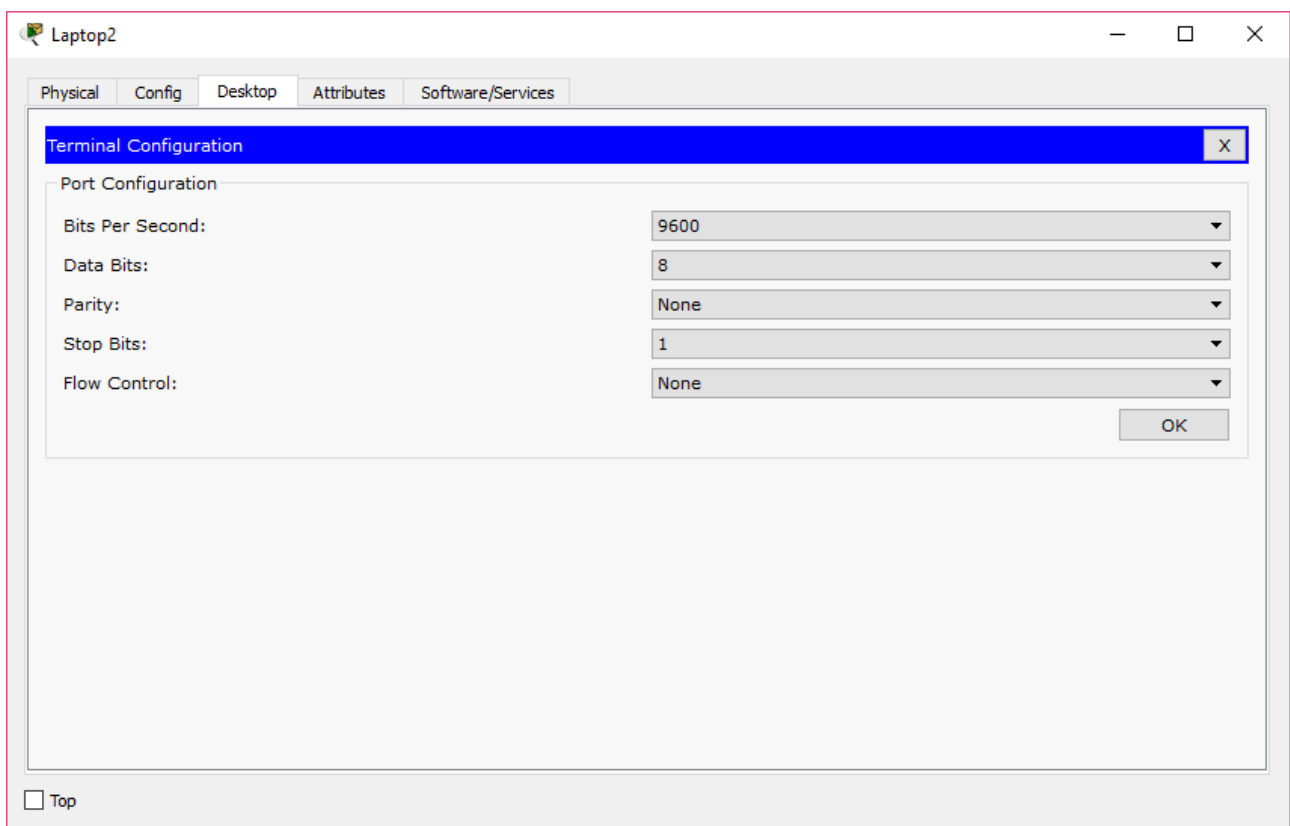 Laptop2
Physical Config Desktop Attributes Software/Services
Terminal Configuration X
Port Configuration
Bits Per Second: 9600
Data Bits: 8
Parity: None
Stop Bits: 1
Flow Control: None
OK
Top